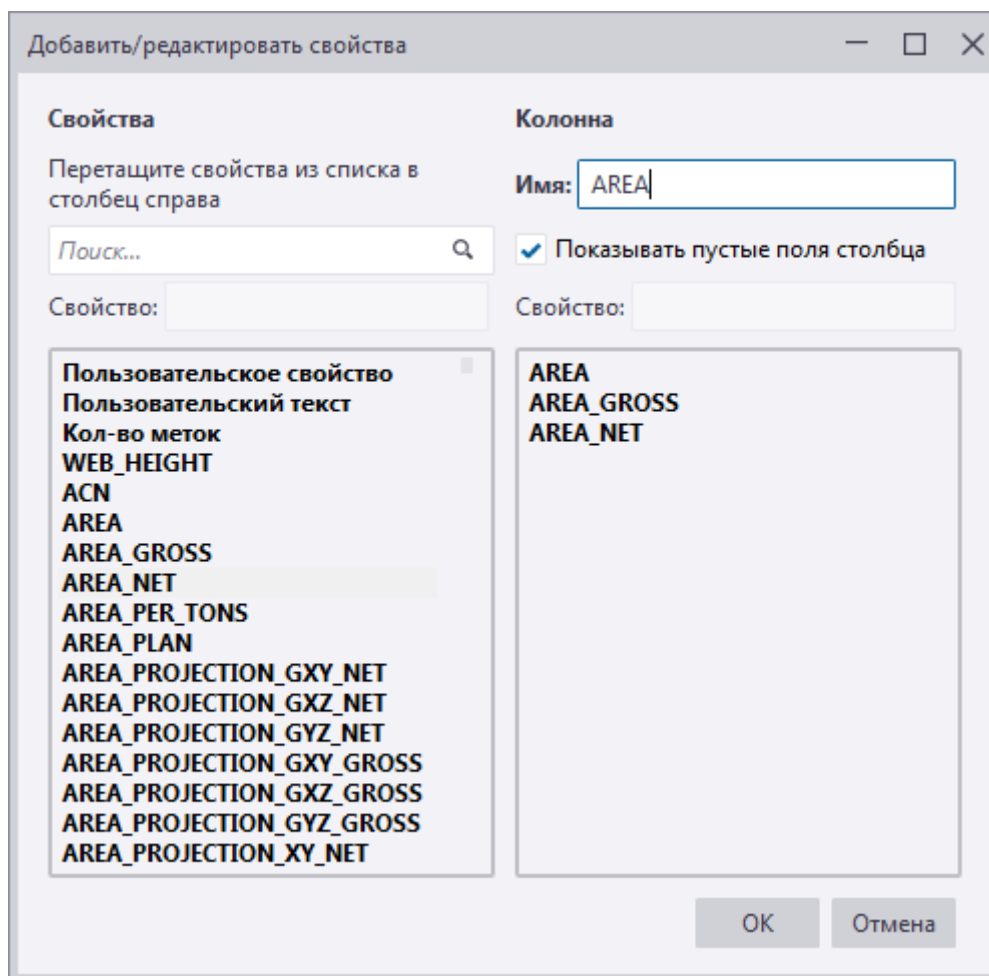 Добавить/редактировать свойства
Свойства
Перетащите свойства из списка в
столбец справа
Поиск...
Свойство:
Пользовательское свойство
Пользовательский текст
Кол-во меток
WEB_HEIGHT
ACN
AREA
AREA_GROSS
AREA_NET
AREA_PER_TONS
AREA_PLAN
AREA_PROJECTION_GXY_NET
AREA_PROJECTION_GXZ_NET
AREA_PROJECTION_GYZ_NET
AREA_PROJECTION_GXY_GROSS
AREA_PROJECTION_GXZ_GROSS
AREA_PROJECTION_GYZ_GROSS
AREA_PROJECTION_XY_NET
Колонна
Имя: AREA
Показывать пустые поля столбца
Свойство:
AREA
AREA_GROSS
AREA_NET
ОК
Отмена